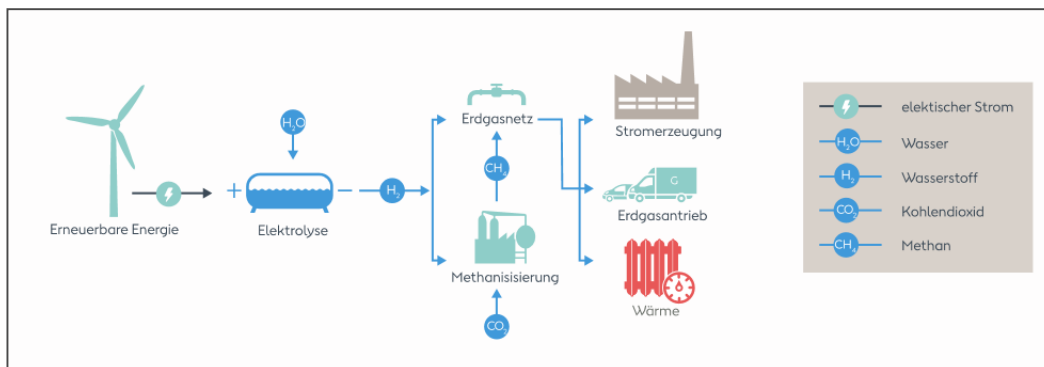 Erneuerbare Energie
H₂O
+
−
Elektrolyse
H₂
Erdgasnetz
CH₄
Methanisisierung
CO₂
Stromerzeugung
G
Erdgasantrieb
Wärme
elektischer Strom
H₂O Wasser
H₂ Wasserstoff
CO₂ Kohlendioxid
CH₄ Methan